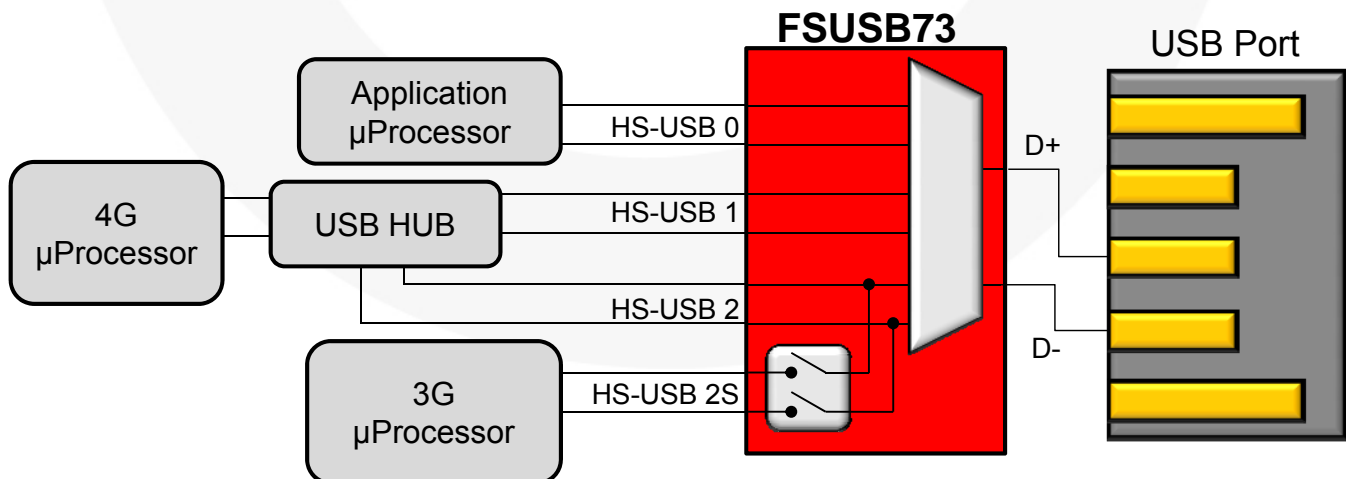 FSUSB73
USB Port
Application
µProcessor
HS-USB 0
D+
4G
µProcessor
USB HUB
HS-USB 1
HS-USB 2
D-
3G
µProcessor
HS-USB 2S